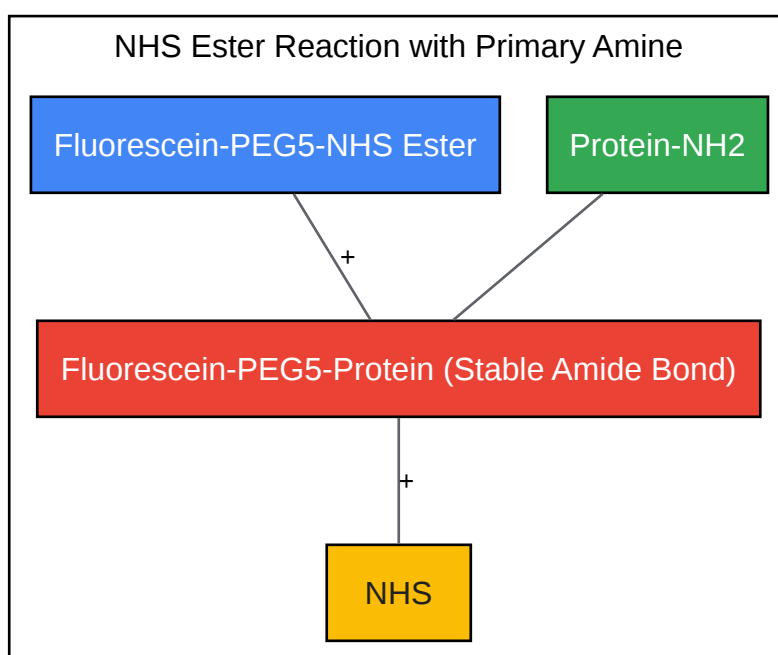 NHS Ester Reaction with Primary Amine
Fluorescein-PEG5-NHS Ester
Protein-NH2
+
Fluorescein-PEG5-Protein (Stable Amide Bond)
+
NHS